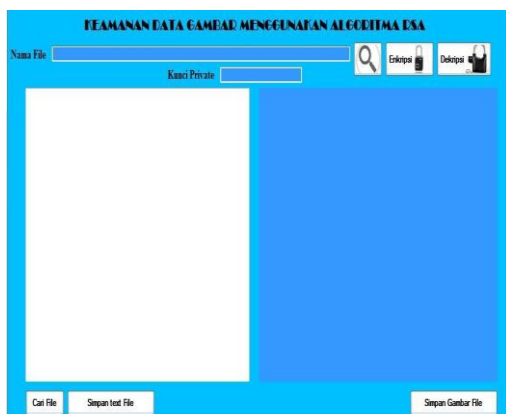 KEAMANAN DATA GAMBAR MENGGUNAKAN ALGORITMA RSA
Nama File
Enkripsi
Dekripsi
Kunci Private
Cari File
Simpan text File
Simpan Gambar File